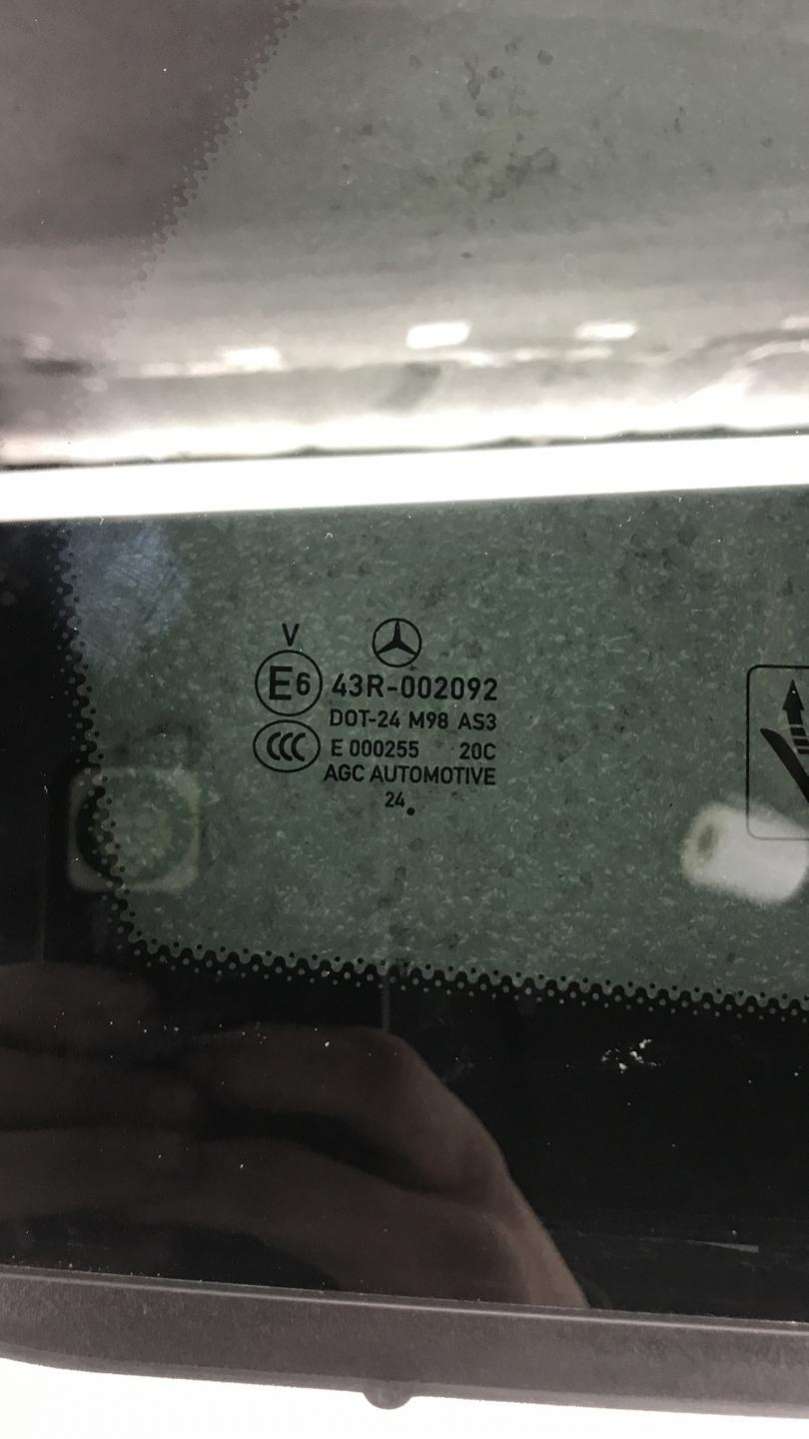 V
E6 43R-002092
DOT-24 M98 AS3
CCC E 000255 20C
AGC AUTOMOTIVE
24.